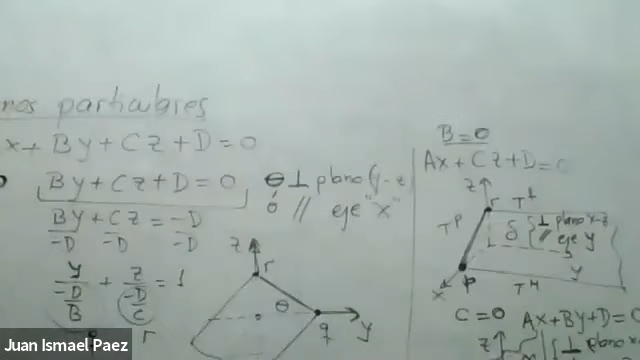 particulares
x + By + Cz + D = 0
By + Cz + D = 0
θ ⊥ plano (y-z
ó // eje "x"
By + Cz = -D
-D -D -D
y/(-D/B) + z/(-D/C) = 1
q r
z r
θ
q y
B = 0
Ax + Cz + D = 0
z r T^L
T^P δ ⊥ plano x-z
// eje y
y
x p T^H
C = 0 Ax + By + D = 0
z ⊥ plano x-
Juan Ismael Paez